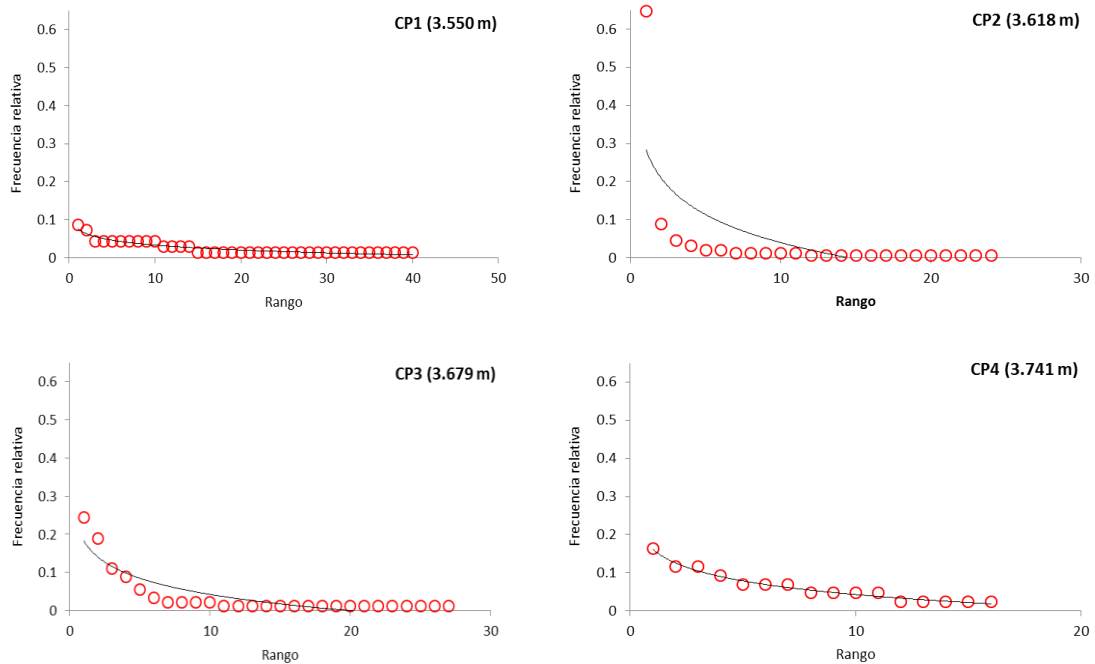 CP1 (3.550 m)
Frecuencia relativa
0.6
0.5
0.4
0.3
0.2
0.1
0
0 10 20 30 40 50
Rango
CP2 (3.618 m)
Frecuencia relativa
0.6
0.5
0.4
0.3
0.2
0.1
0
0 10 20 30
Rango
CP3 (3.679 m)
Frecuencia relativa
0.6
0.5
0.4
0.3
0.2
0.1
0
0 10 20 30
Rango
CP4 (3.741 m)
Frecuencia relativa
0.6
0.5
0.4
0.3
0.2
0.1
0
0 10 20
Rango